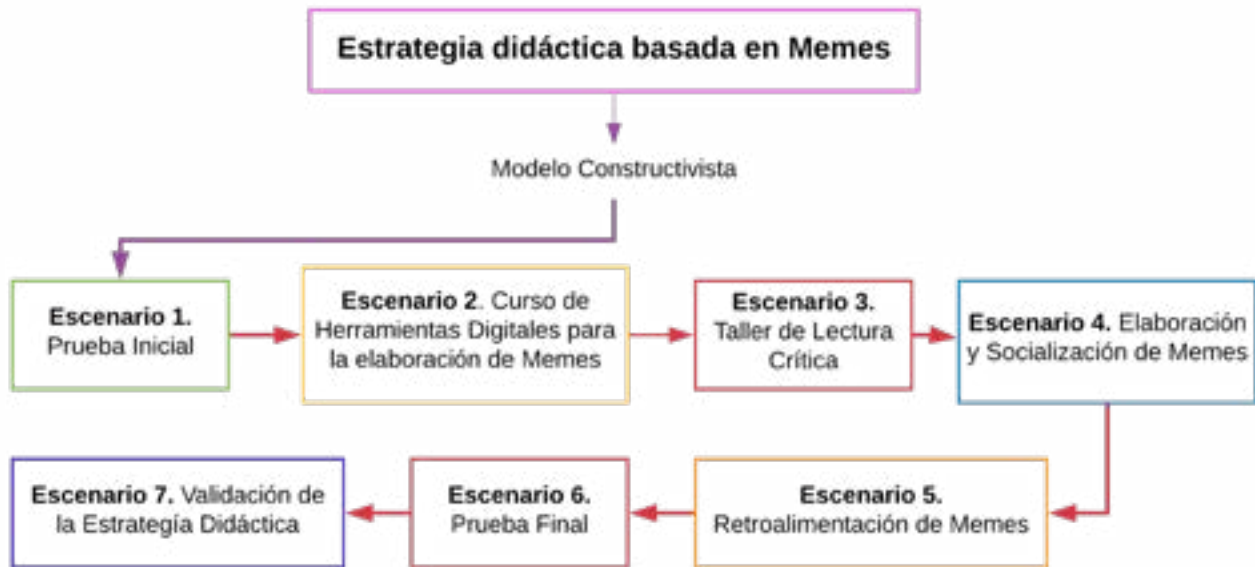 Estrategia didáctica basada en Memes
Modelo Constructivista
Escenario 1.
Prueba Inicial
Escenario 2. Curso de
Herramientas Digitales para
la elaboración de Memes
Escenario 3.
Taller de Lectura
Crítica
Escenario 4. Elaboración
y Socialización de Memes
Escenario 5.
Retroalimentación de Memes
Escenario 6.
Prueba Final
Escenario 7. Validación de
la Estrategía Didáctica